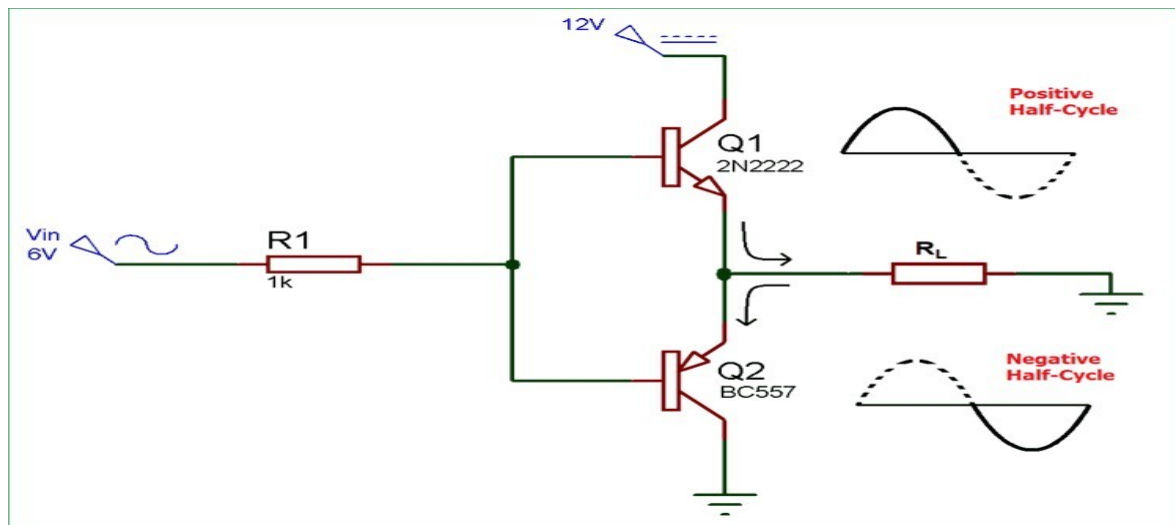 12V
Positive
Half-Cycle
Q1
2N2222
Vin
6V
R1
1k
RL
Q2
BC557
Negative
Half-Cycle